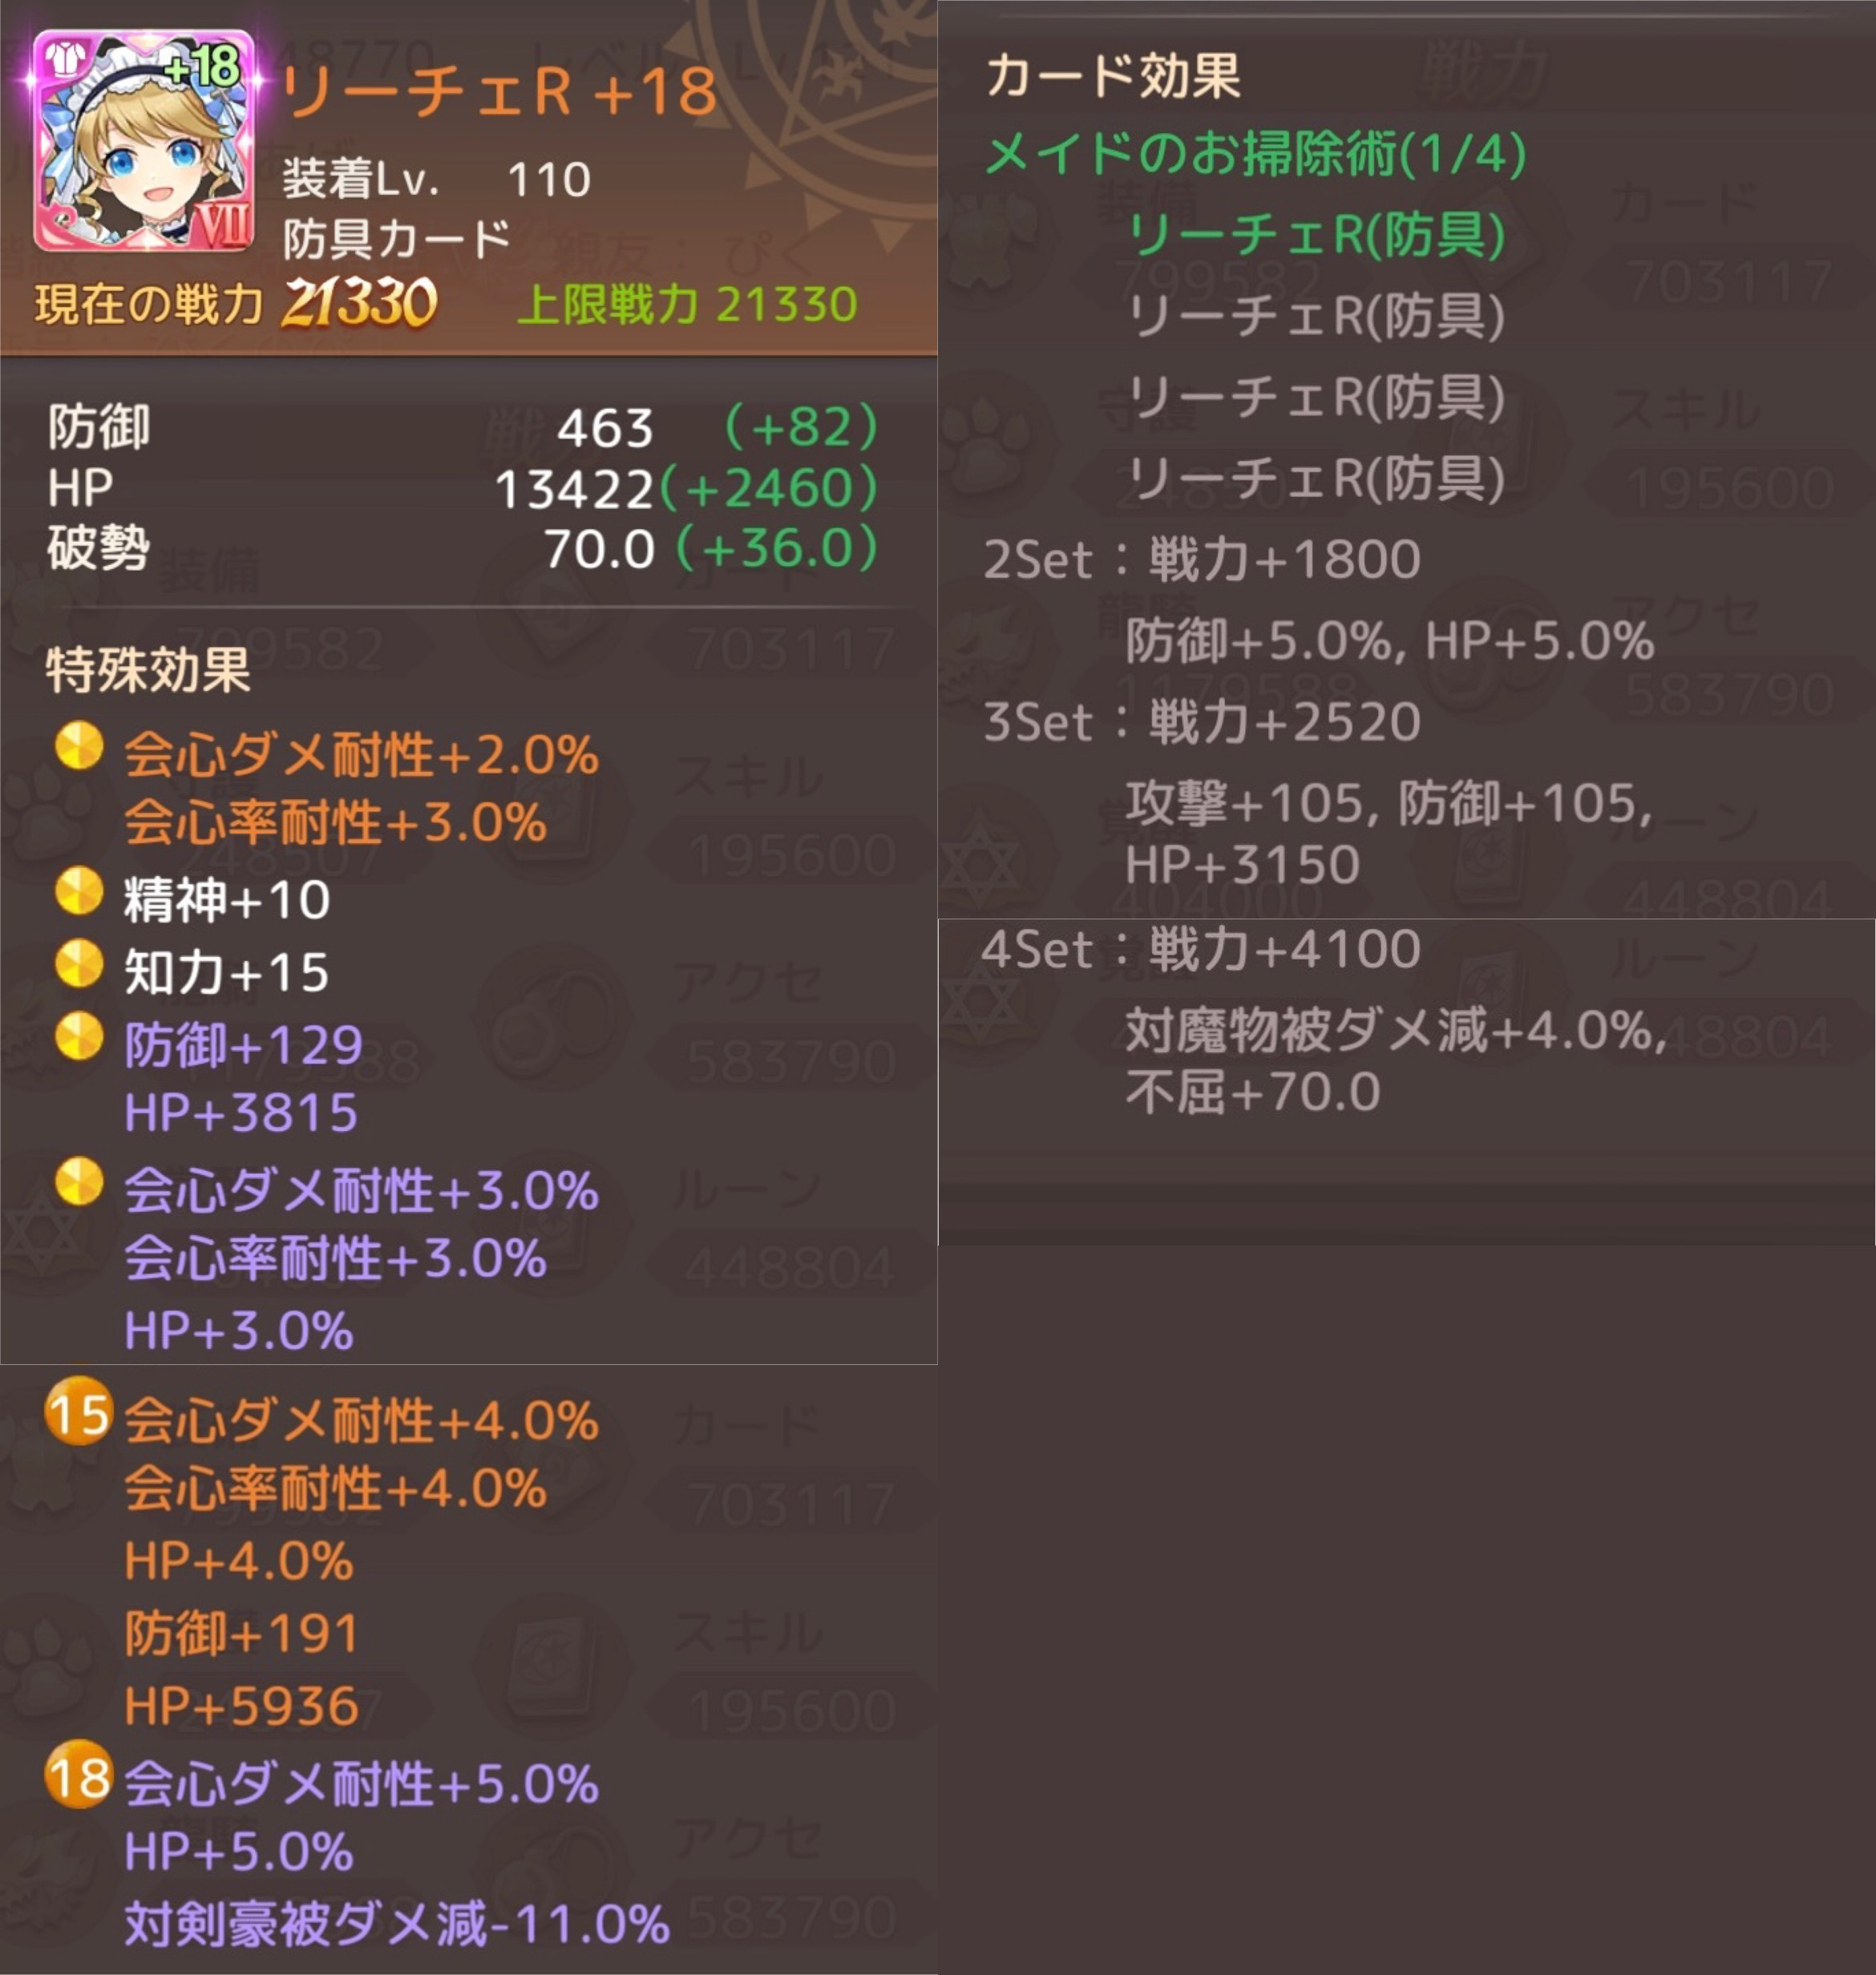 +18
VII
リーチェR +18
装着Lv. 110
防具カード
現在の戦力 21330 上限戦力 21330
防御 463 (+82)
HP 13422(+2460)
破勢 70.0 (+36.0)
特殊効果
会心ダメ耐性+2.0%
会心率耐性+3.0%
精神+10
知力+15
防御+129
HP+3815
会心ダメ耐性+3.0%
会心率耐性+3.0%
HP+3.0%
15 会心ダメ耐性+4.0%
会心率耐性+4.0%
HP+4.0%
防御+191
HP+5936
18 会心ダメ耐性+5.0%
HP+5.0%
対剣豪被ダメ減-11.0%
カード効果
メイドのお掃除術(1/4)
リーチェR(防具)
リーチェR(防具)
リーチェR(防具)
リーチェR(防具)
2Set：戦力+1800
防御+5.0%, HP+5.0%
3Set：戦力+2520
攻撃+105, 防御+105,
HP+3150
4Set：戦力+4100
対魔物被ダメ減+4.0%,
不屈+70.0